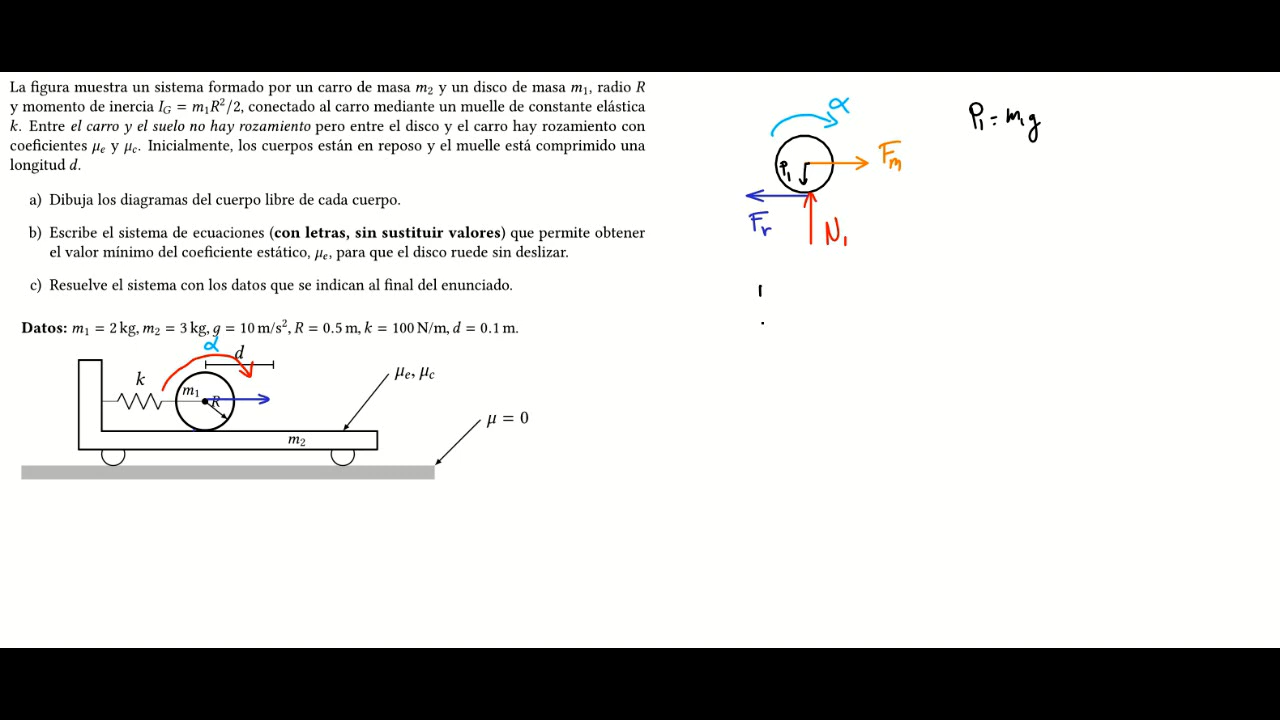 La figura muestra un sistema formado por un carro de masa m₂ y un disco de masa m₁, radio R
y momento de inercia I_G = m₁R²/2, conectado al carro mediante un muelle de constante elástica
k. Entre el carro y el suelo no hay rozamiento pero entre el disco y el carro hay rozamiento con
coeficientes μₑ y μ_c. Inicialmente, los cuerpos están en reposo y el muelle está comprimido una
longitud d.
a) Dibuja los diagramas del cuerpo libre de cada cuerpo.
b) Escribe el sistema de ecuaciones (con letras, sin sustituir valores) que permite obtener
el valor mínimo del coeficiente estático, μₑ, para que el disco ruede sin deslizar.
c) Resuelve el sistema con los datos que se indican al final del enunciado.
Datos: m₁ = 2 kg, m₂ = 3 kg, g = 10 m/s², R = 0.5 m, k = 100 N/m, d = 0.1 m.
α
d
k
m₁
R
μₑ, μ_c
μ = 0
m₂
α
P₁ = m₁g
P₁
F_m
F_r
N₁